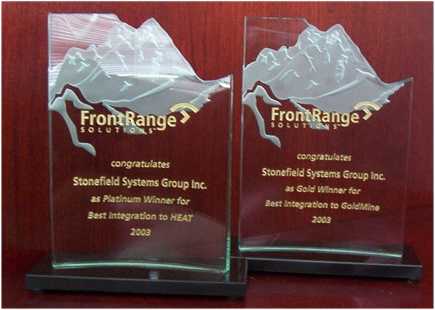 FrontRange
SOLUTIONS
congratulates
Stonefield Systems Group Inc.
as Platinum Winner for
Best Integration to HEAT
2003
FrontRange
SOLUTIONS
congratulates
Stonefield Systems Group Inc.
as Gold Winner for
Best Integration to GoldMine
2003